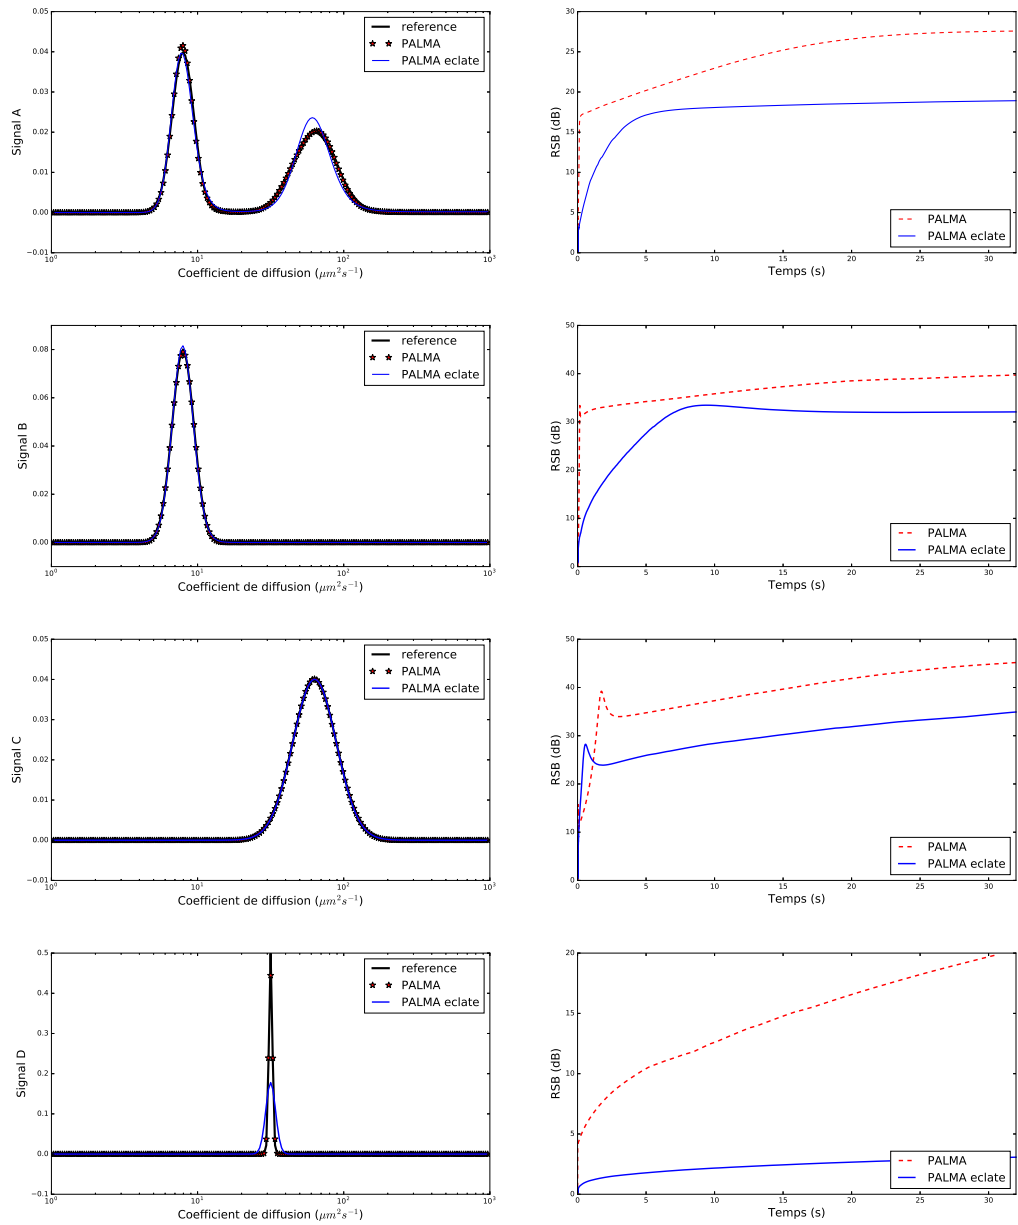 0.05
0.04
0.03
0.02
0.01
0.00
−0.01
Signal A
10⁰
10¹
10²
10³
Coefficient de diffusion (μm²s⁻¹)
reference
PALMA
PALMA eclate
30
25
20
15
10
5
0
RSB (dB)
0
5
10
15
20
25
30
Temps (s)
PALMA
PALMA eclate
0.08
0.06
0.04
0.02
0.00
Signal B
10⁰
10¹
10²
10³
Coefficient de diffusion (μm²s⁻¹)
reference
PALMA
PALMA eclate
50
40
30
20
10
0
RSB (dB)
0
5
10
15
20
25
30
Temps (s)
PALMA
PALMA eclate
0.05
0.04
0.03
0.02
0.01
0.00
−0.01
Signal C
10⁰
10¹
10²
10³
Coefficient de diffusion (μm²s⁻¹)
reference
PALMA
PALMA eclate
50
40
30
20
10
0
RSB (dB)
0
5
10
15
20
25
30
Temps (s)
PALMA
PALMA eclate
0.5
0.4
0.3
0.2
0.1
0.0
−0.1
Signal D
10⁰
10¹
10²
10³
Coefficient de diffusion (μm²s⁻¹)
reference
PALMA
PALMA eclate
20
15
10
5
0
RSB (dB)
0
5
10
15
20
25
30
Temps (s)
PALMA
PALMA eclate